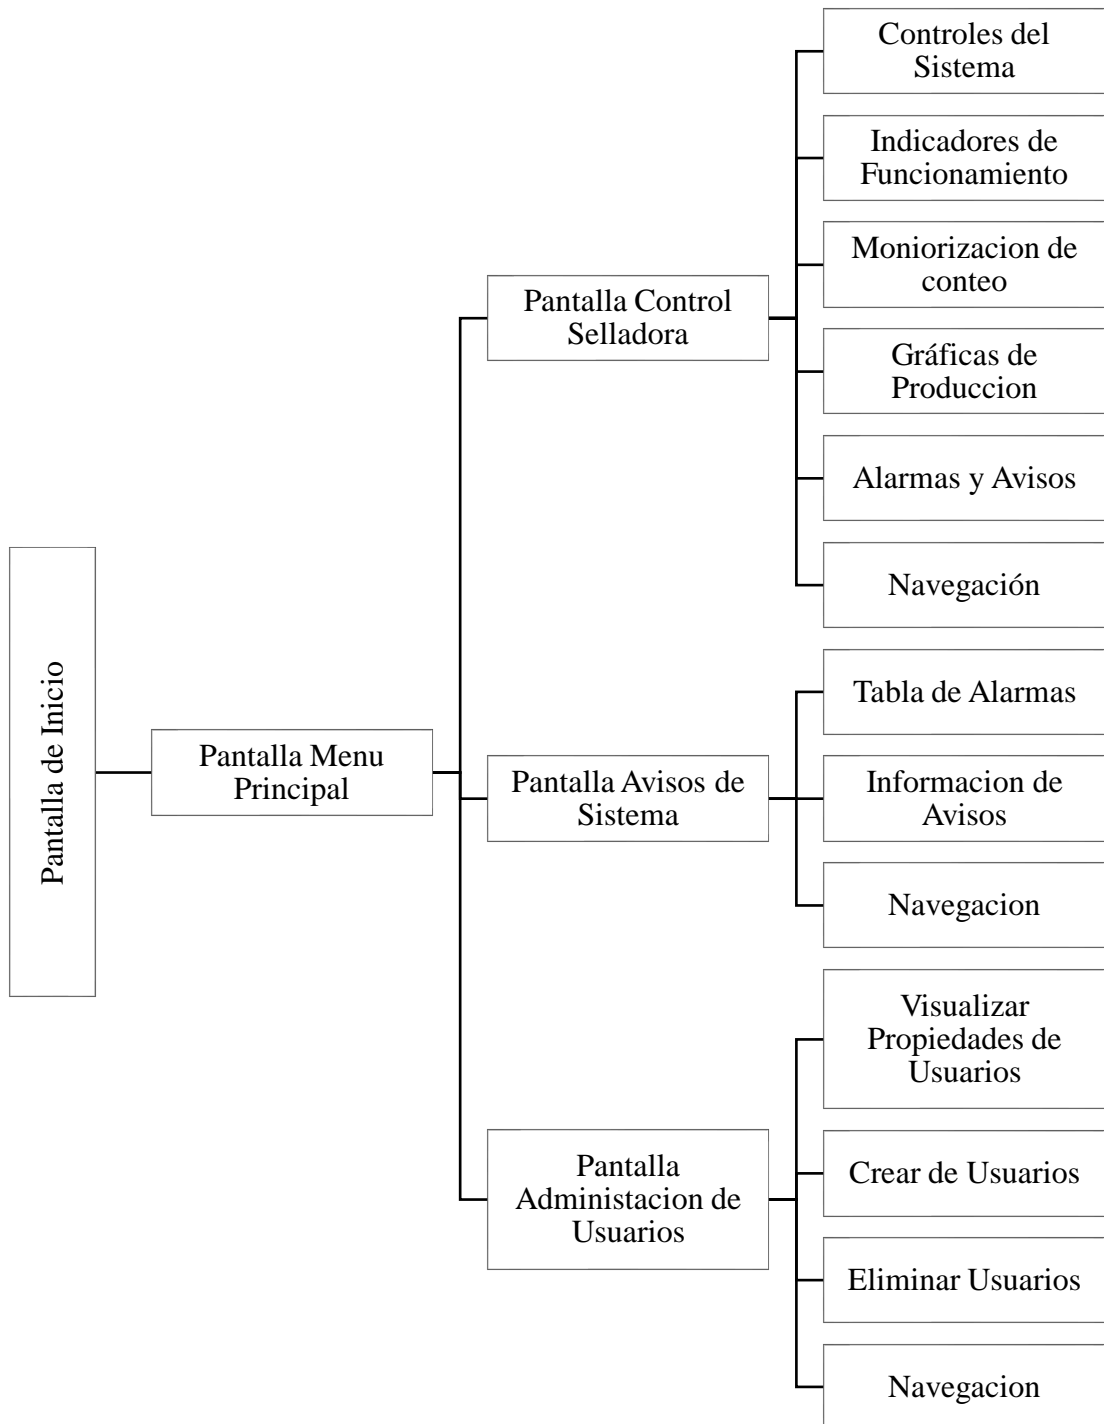 Pantalla de Inicio
Pantalla Menu
Principal
Pantalla Control
Selladora
Controles del
Sistema
Indicadores de
Funcionamiento
Moniorizacion de
conteo
Gráficas de
Produccion
Alarmas y Avisos
Navegación
Pantalla Avisos de
Sistema
Tabla de Alarmas
Informacion de
Avisos
Navegacion
Pantalla
Administacion de
Usuarios
Visualizar
Propiedades de
Usuarios
Crear de Usuarios
Eliminar Usuarios
Navegacion